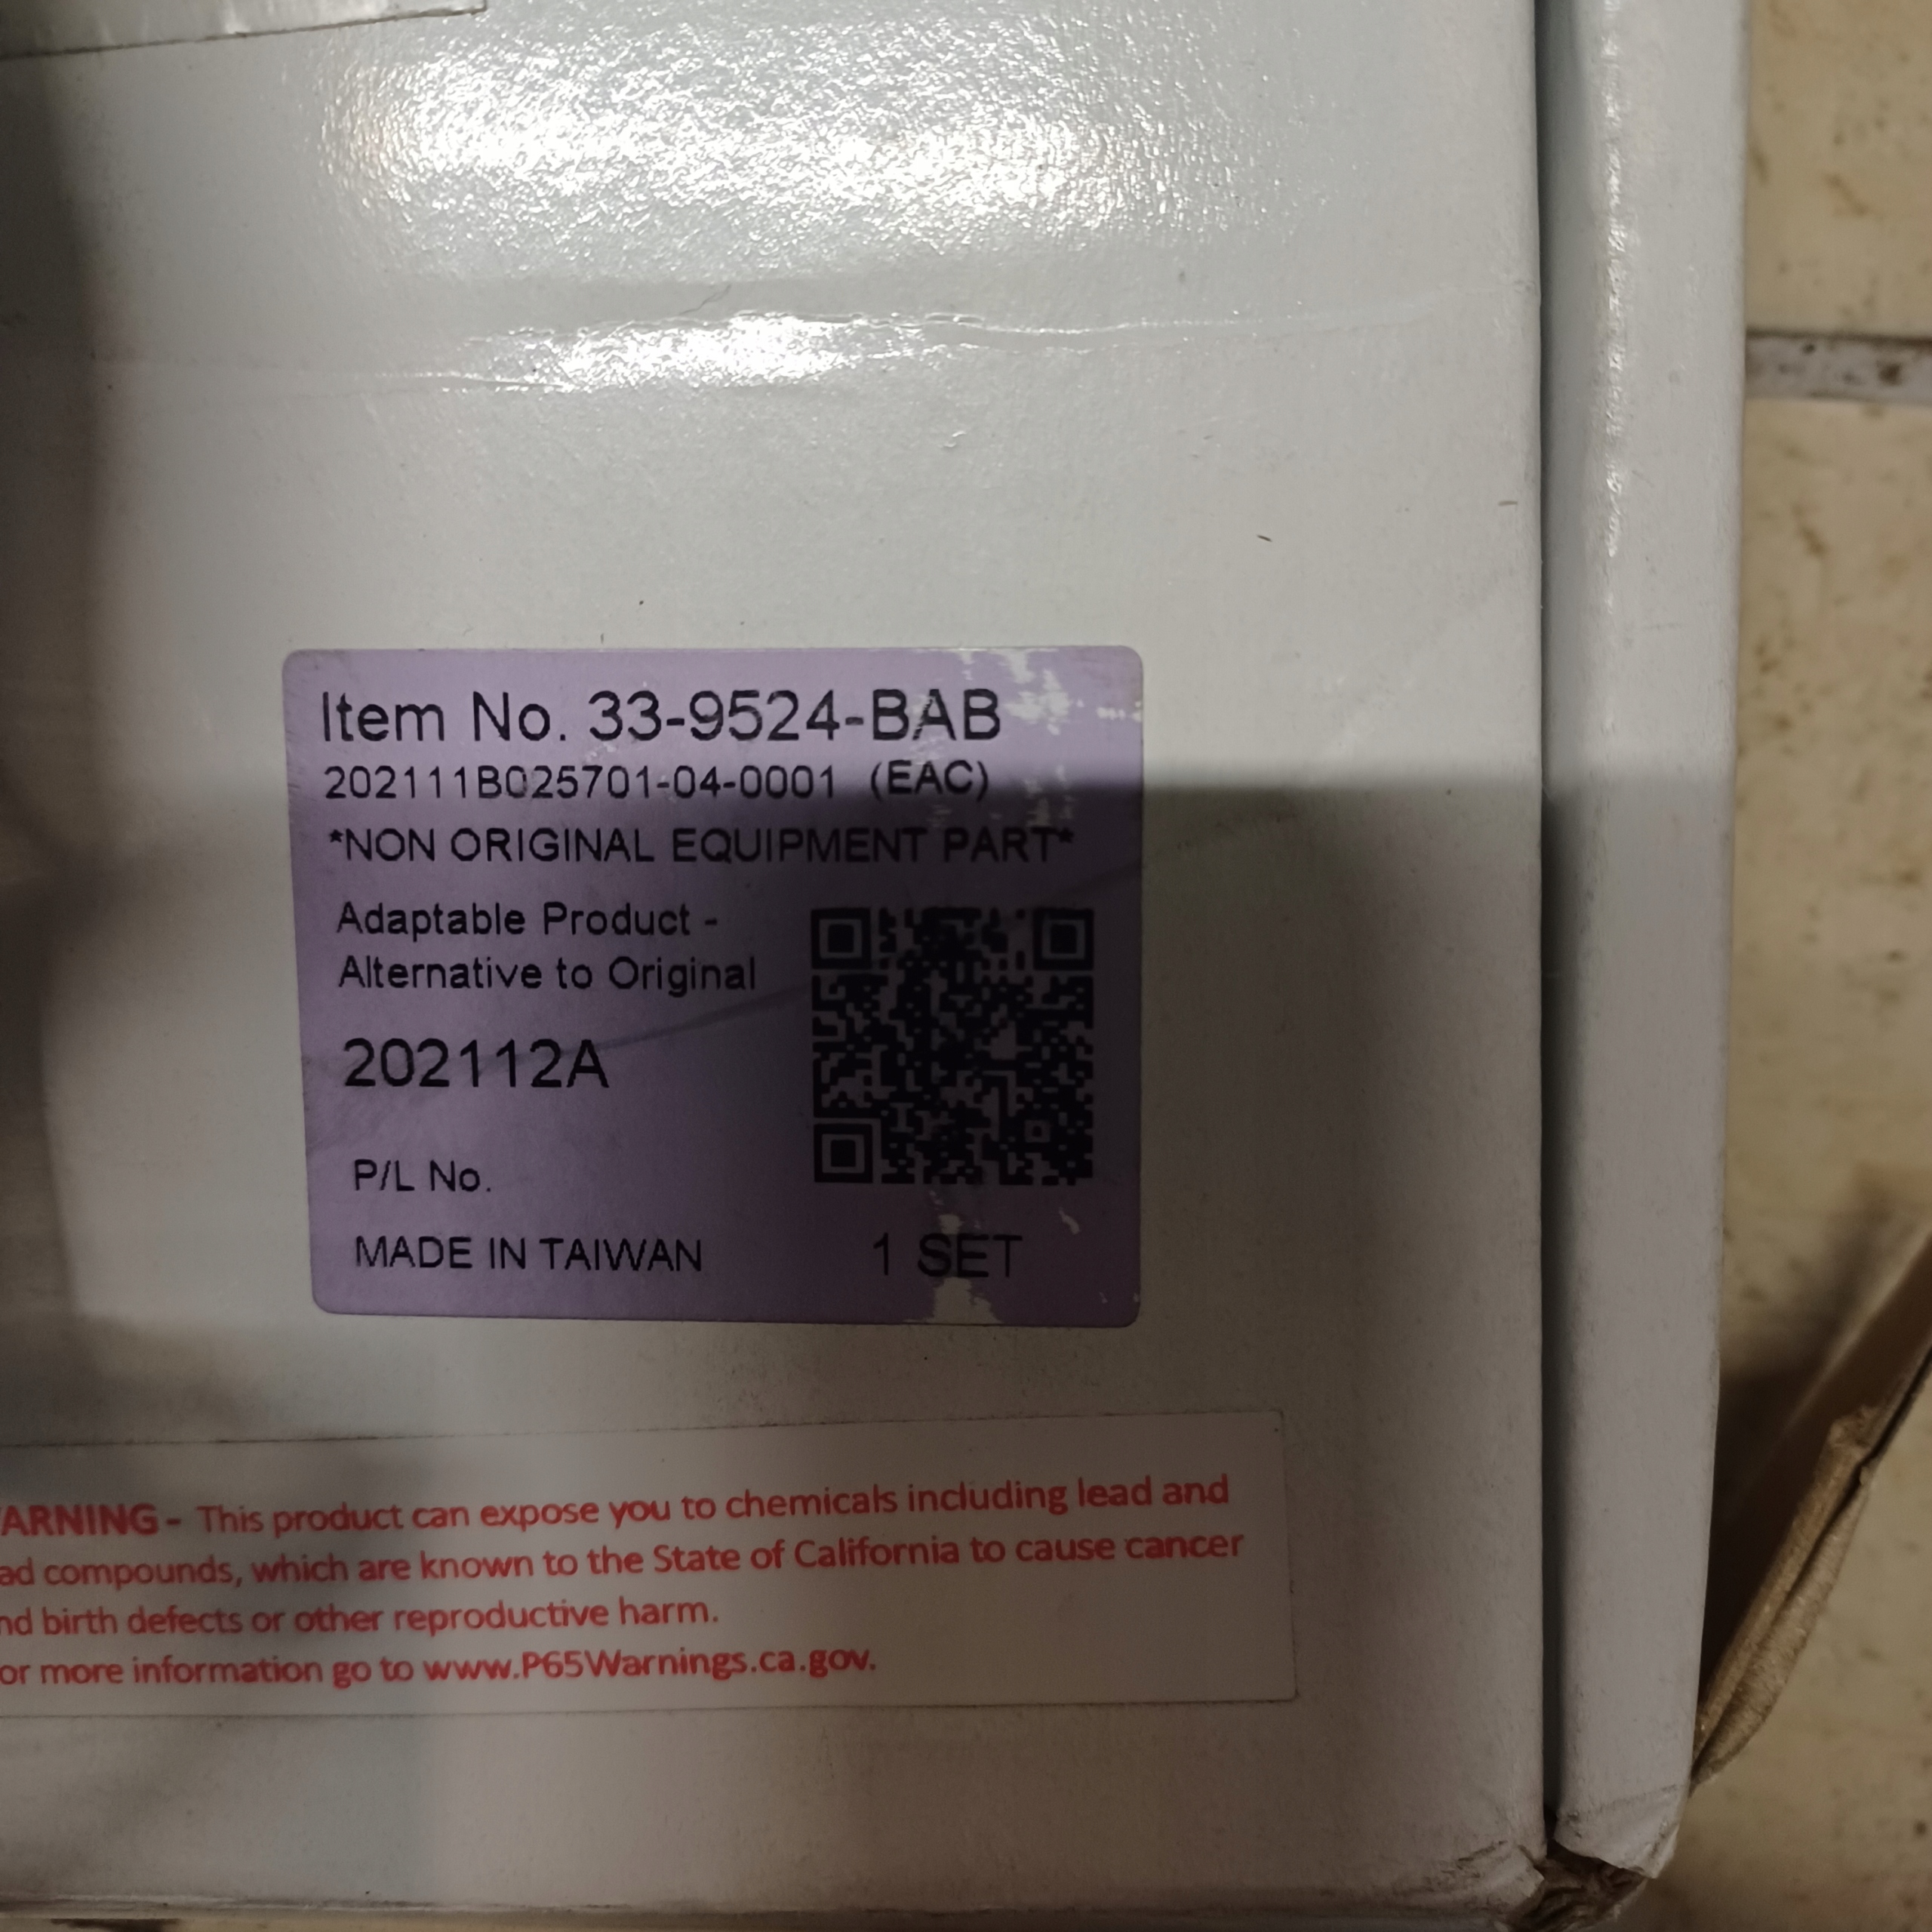 Item No. 33-9524-BAB
202111B025701-04-0001 (EAC)
*NON ORIGINAL EQUIPMENT PART*
Adaptable Product -
Alternative to Original
202112A
P/L No.
MADE IN TAIWAN 1 SET
ARNING - This product can expose you to chemicals including lead and
ad compounds, which are known to the State of California to cause cancer
nd birth defects or other reproductive harm.
or more information go to www.P65Warnings.ca.gov.